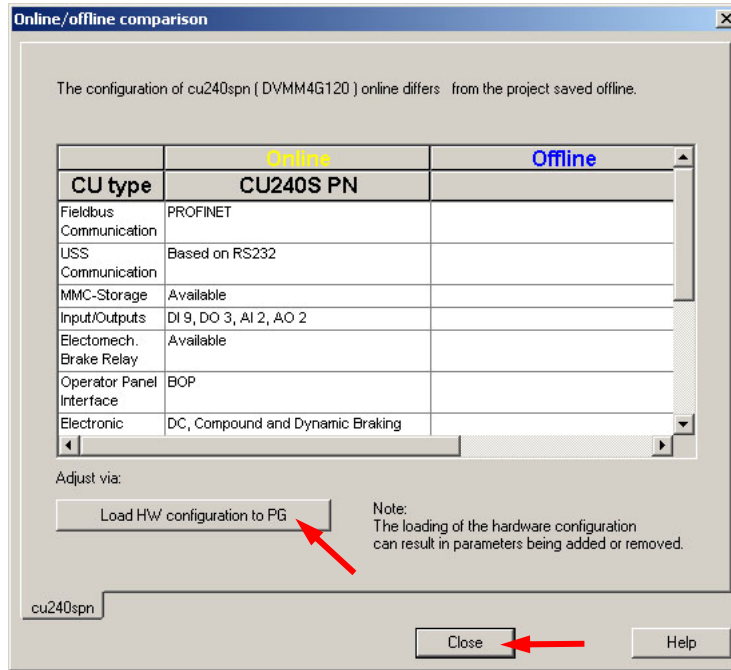 Online/offline comparison
The configuration of cu240spn ( DVMM4G120 ) online differs from the project saved offline.
Online Offline
CU type CU240S PN
Fieldbus PROFINET
Communication
USS Based on RS232
Communication
MMC-Storage Available
Input/Outputs DI 9, DO 3, AI 2, AO 2
Electomech. Available
Brake Relay
Operator Panel BOP
Interface
Electronic DC, Compound and Dynamic Braking
Adjust via:
Load HW configuration to PG
Note:
The loading of the hardware configuration
can result in parameters being added or removed.
cu240spn
Close Help